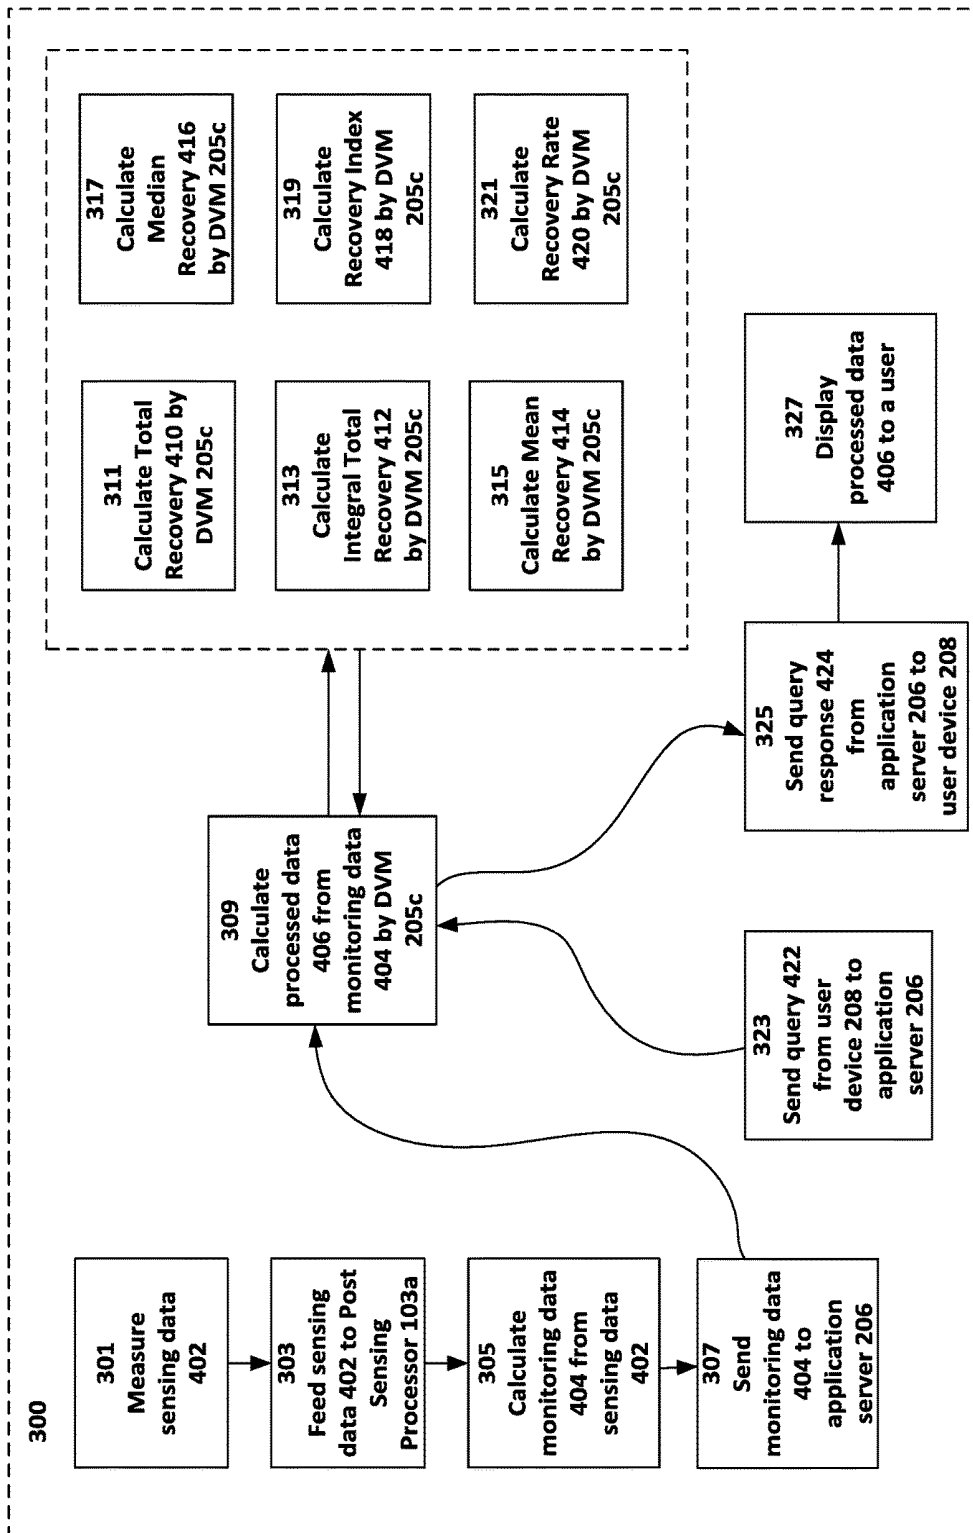 300
301
Measure
sensing data
402
303
Feed sensing
data 402 to Post
Sensing
Processor 103a
305
Calculate
monitoring data
404 from
sensing data
402
307
Send
monitoring data
404 to
application
server 206
309
Calculate
processed data
406 from
monitoring data
404 by DVM
205c
311
Calculate Total
Recovery 410 by
DVM 205c
313
Calculate
Integral Total
Recovery 412
by DVM 205c
315
Calculate Mean
Recovery 414
by DVM 205c
317
Calculate
Median
Recovery 416
by DVM 205c
319
Calculate
Recovery Index
418 by DVM
205c
321
Calculate
Recovery Rate
420 by DVM
205c
323
Send query 422
from user
device 208 to
application
server 206
325
Send query
response 424
from
application
server 206 to
user device 208
327
Display
processed data
406 to a user